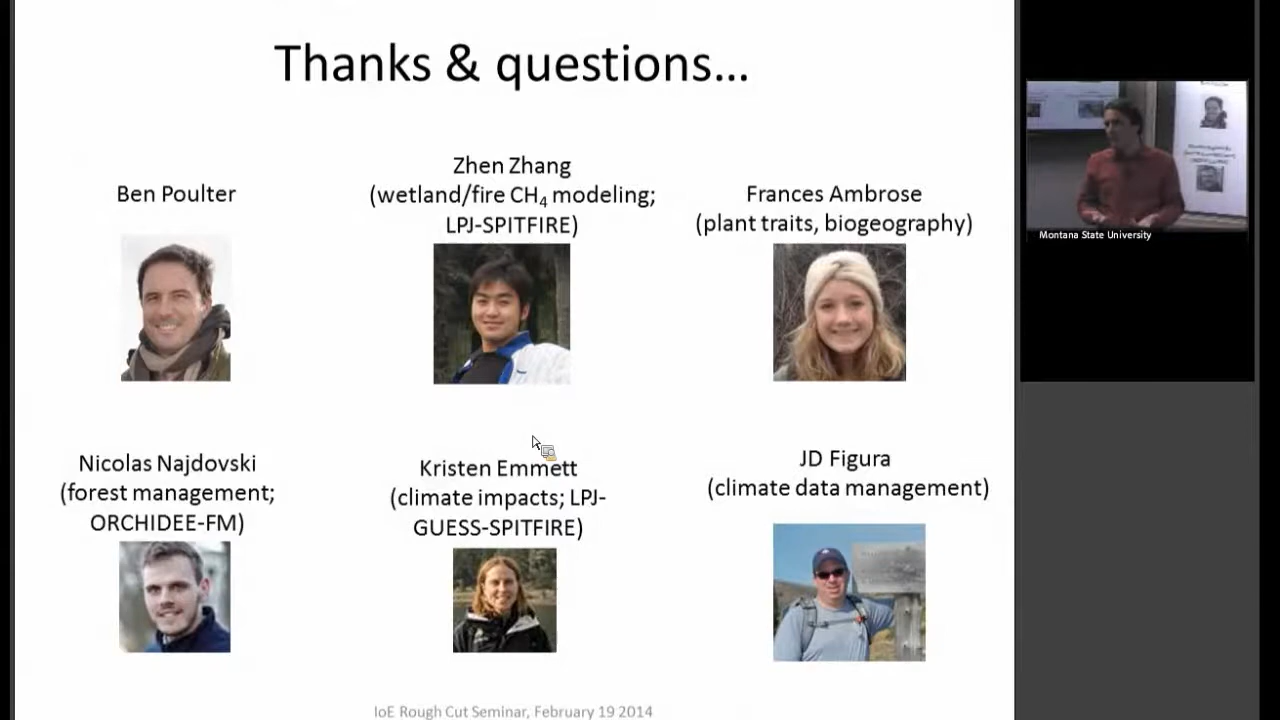 Thanks & questions...
Ben Poulter
Zhen Zhang
(wetland/fire CH₄ modeling;
LPJ-SPITFIRE)
Frances Ambrose
(plant traits, biogeography)
Nicolas Najdovski
(forest management;
ORCHIDEE-FM)
Kristen Emmett
(climate impacts; LPJ-
GUESS-SPITFIRE)
JD Figura
(climate data management)
IoE Rough Cut Seminar, February 19 2014
Montana State University